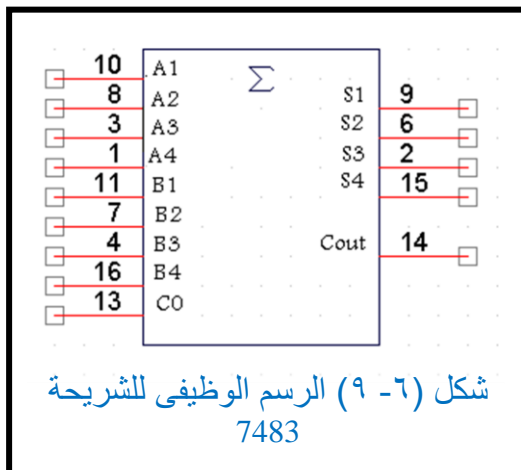 10 A1
8 A2
3 A3
1 A4
11 B1
7 B2
4 B3
16 B4
13 C0
Σ
S1 9
S2 6
S3 2
S4 15
Cout 14
شكل (٦- ٩) الرسم الوظيفى للشريحة
7483